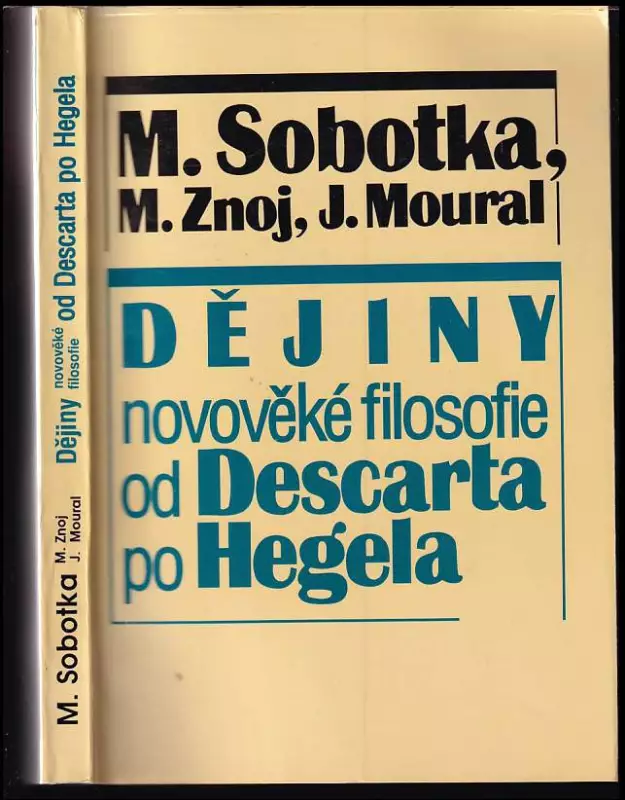 M. Sobotka,
M. Znoj, J. Moural
DĚJINY
novověké filosofie
od Descarta
po Hegela
M. Sobotka
M. Znoj
J. Moural
Dějiny
novověké
filosofie
od Descarta po Hegela